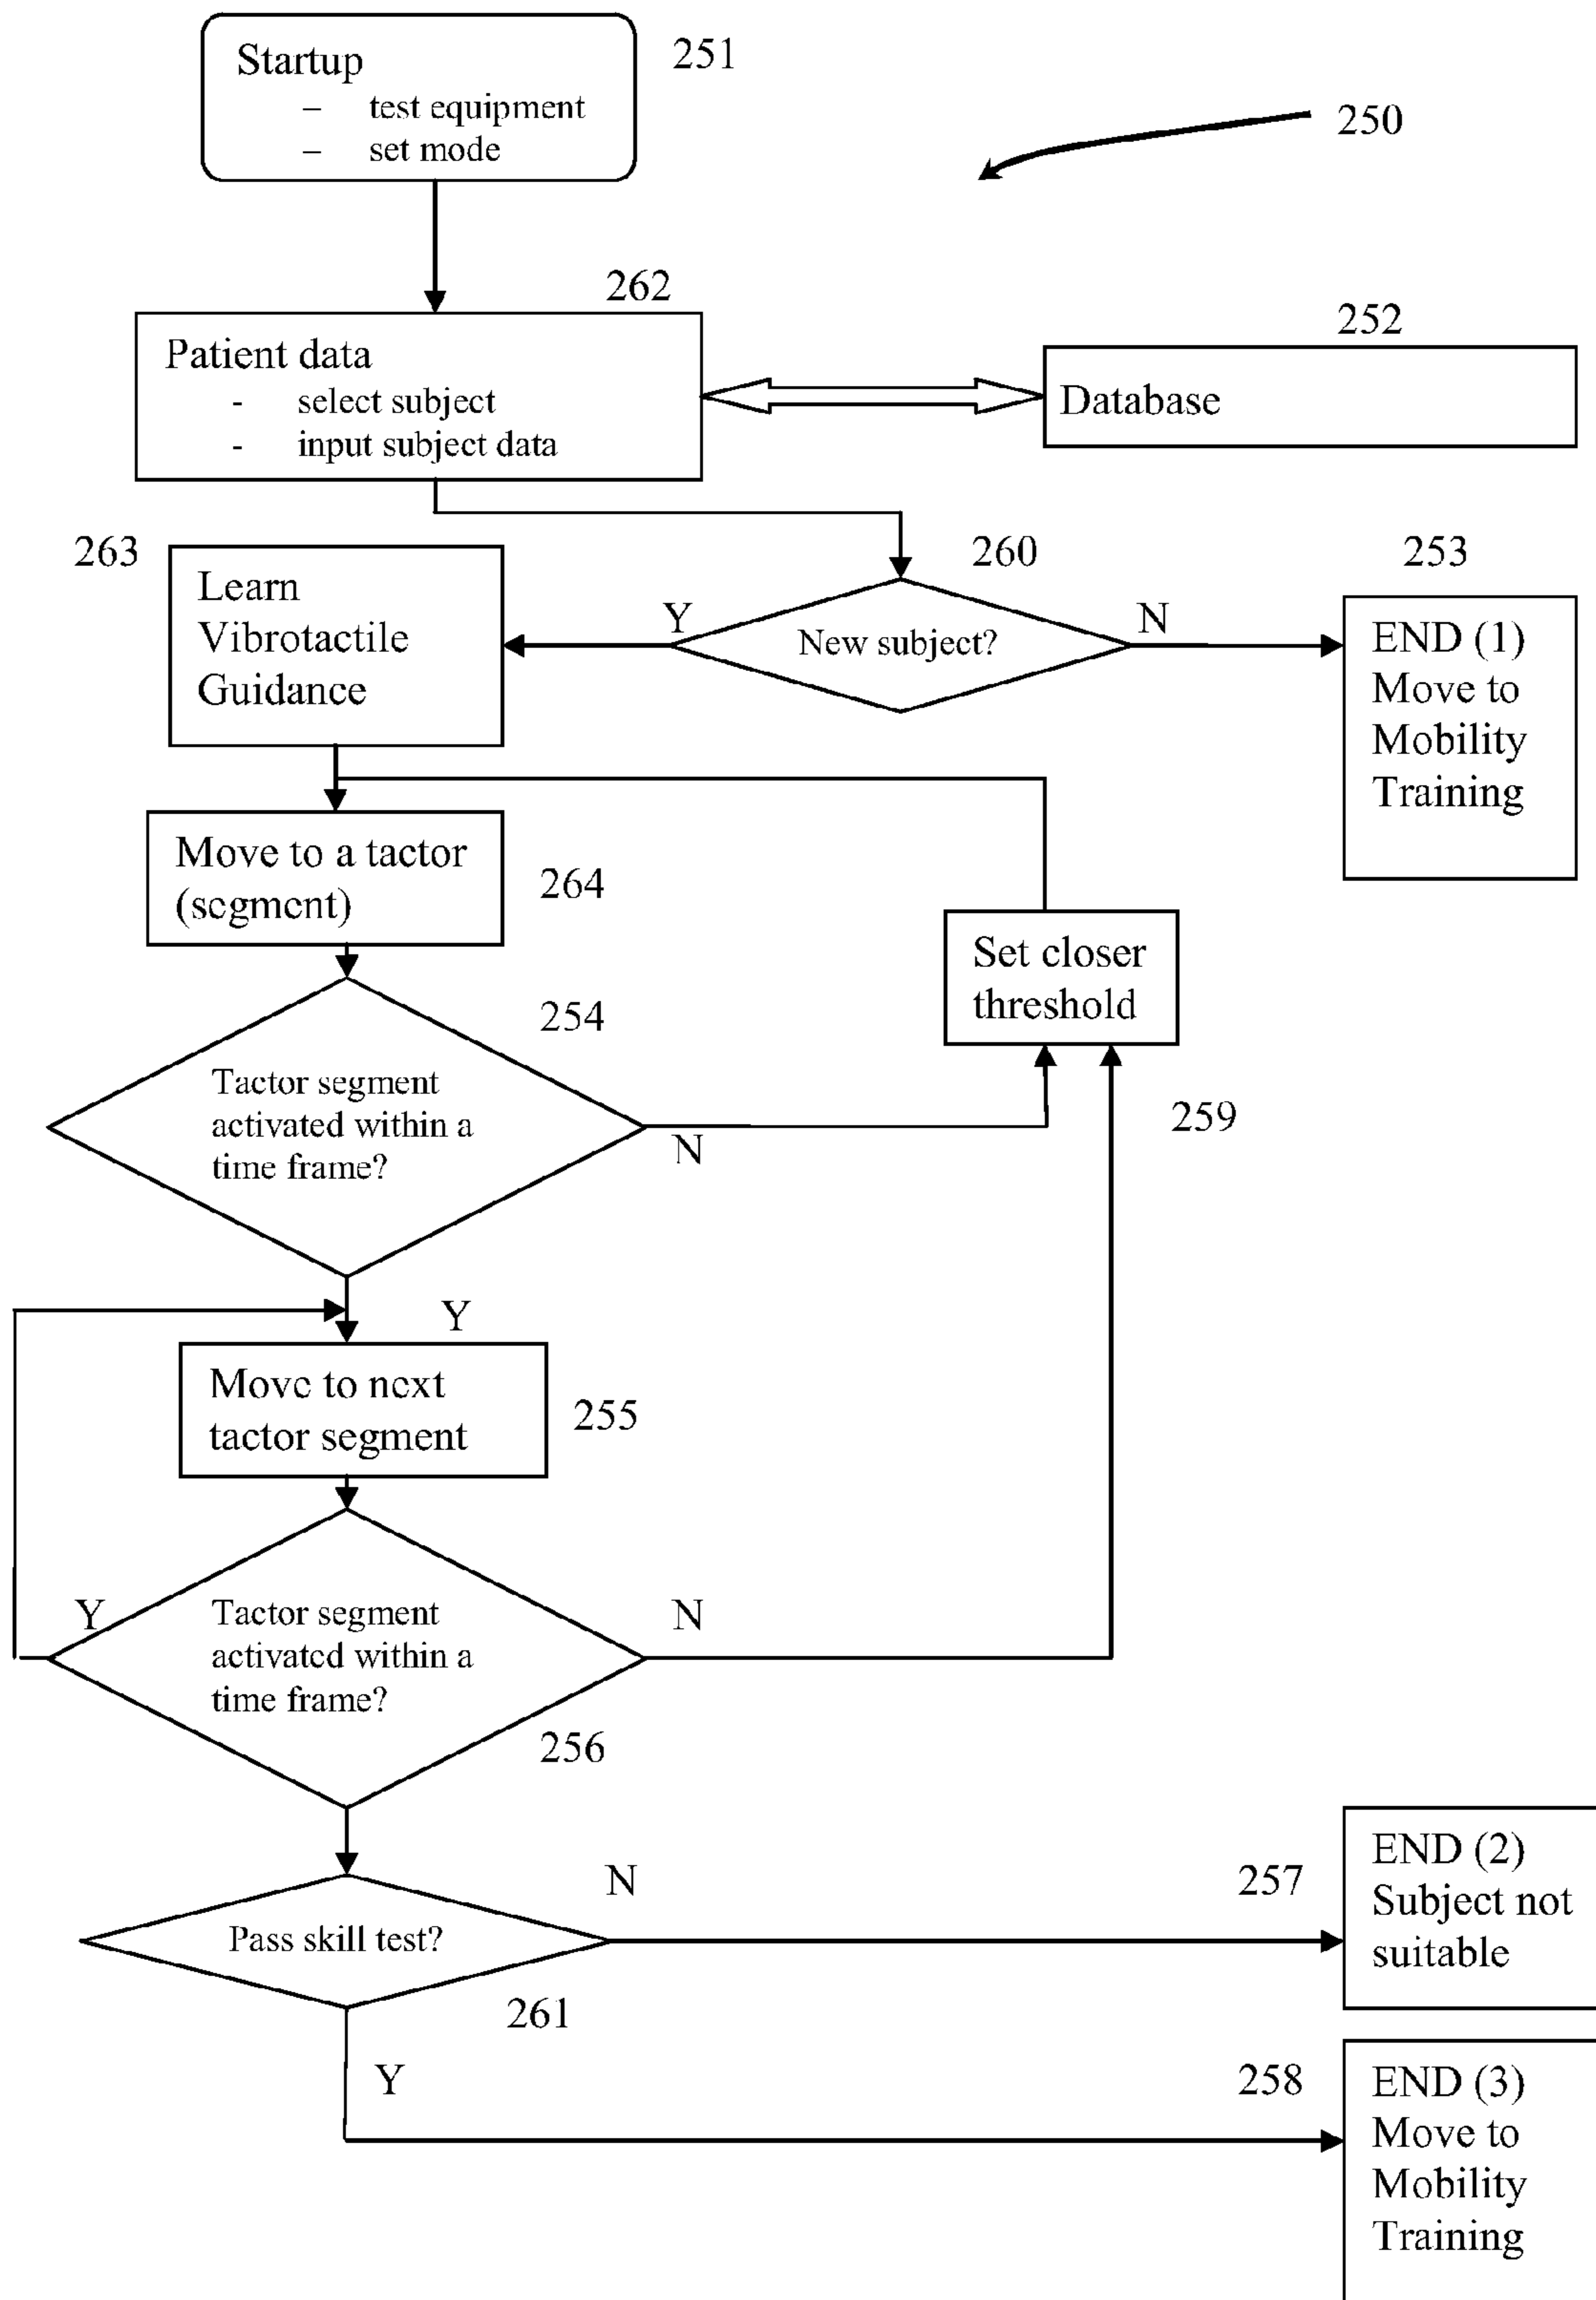 Startup
– test equipment
– set mode
251
250
262
Patient data
- select subject
- input subject data
252
Database
263
Learn
Vibrotactile
Guidance
260
Y
New subject?
N
253
END (1)
Move to
Mobility
Training
Move to a tactor
(segment)
264
Set closer
threshold
259
254
Tactor segment
activated within a
time frame?
N
Y
Move to next
tactor segment
255
Y
Tactor segment
activated within a
time frame?
N
256
Pass skill test?
N
261
Y
257
END (2)
Subject not
suitable
258
END (3)
Move to
Mobility
Training